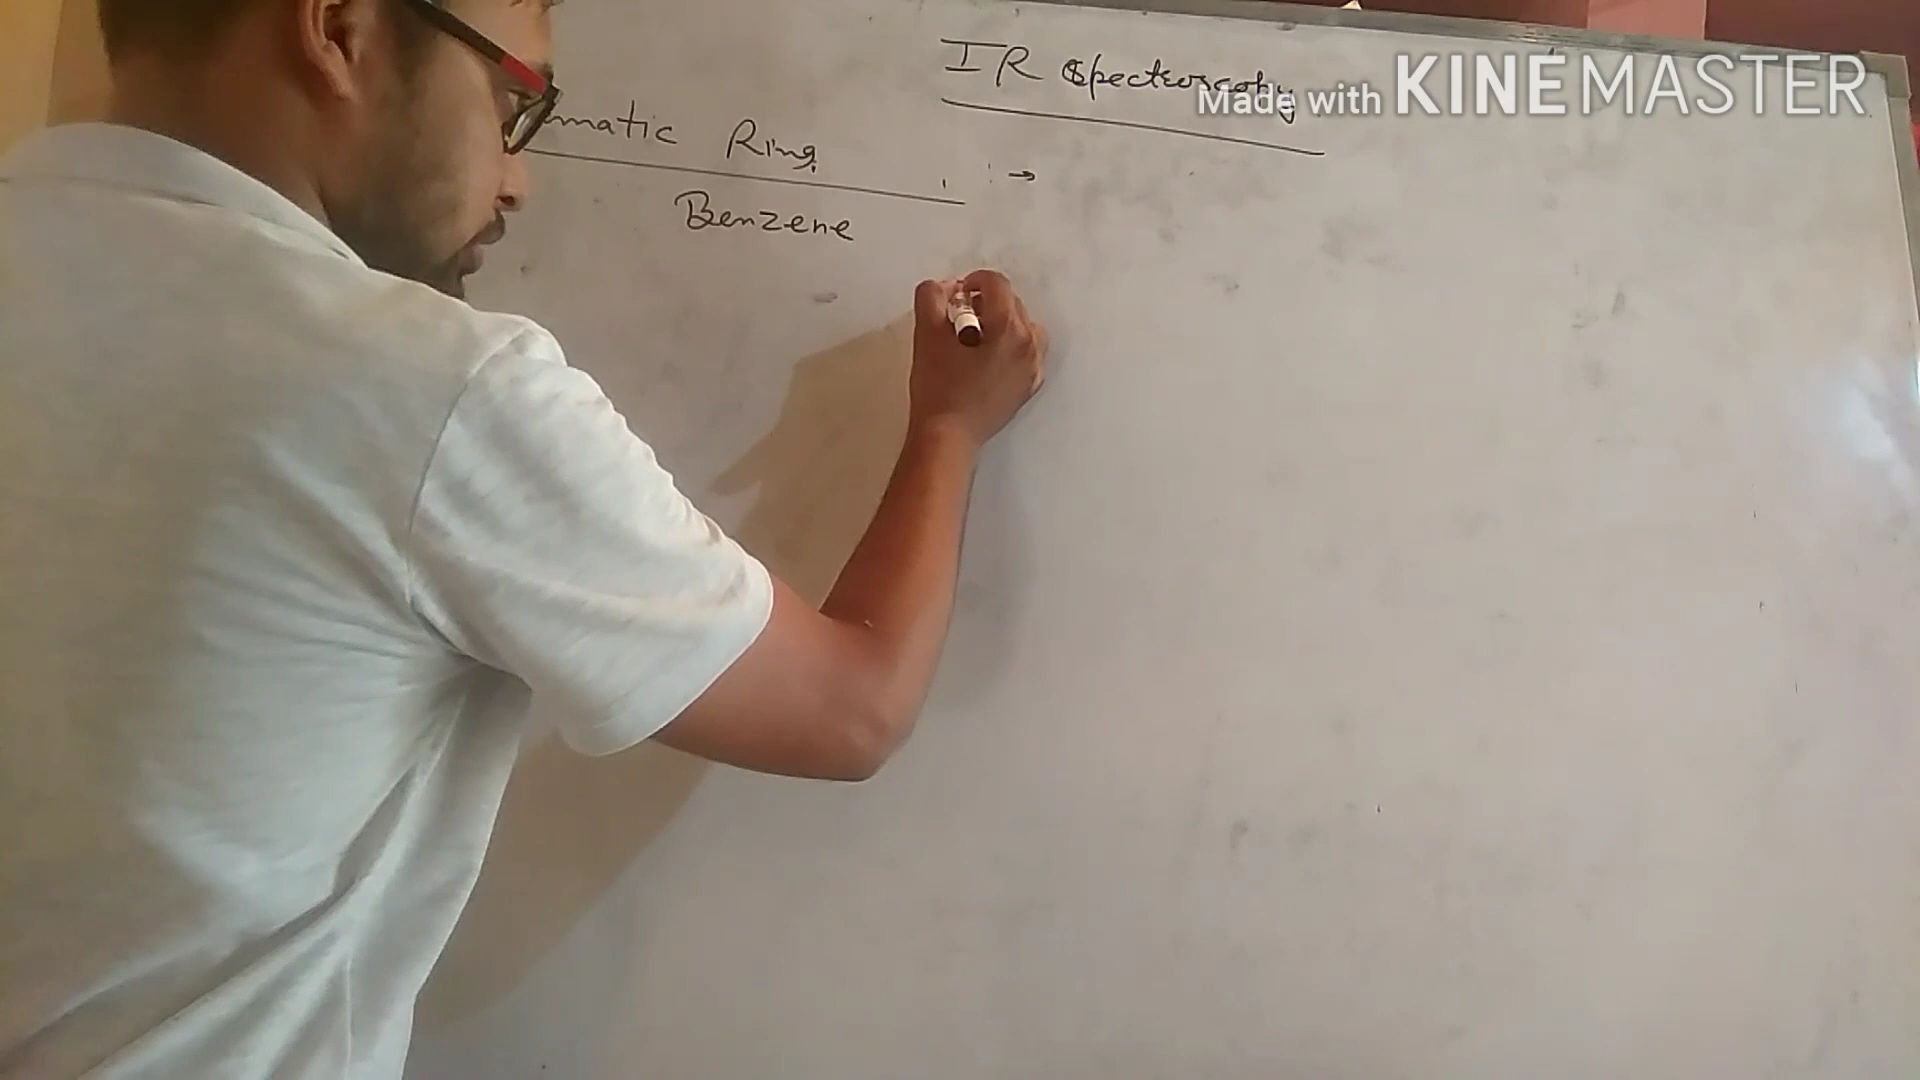 IR Spectroscopy
Made with KINEMASTER
matic Ring :→
Benzene